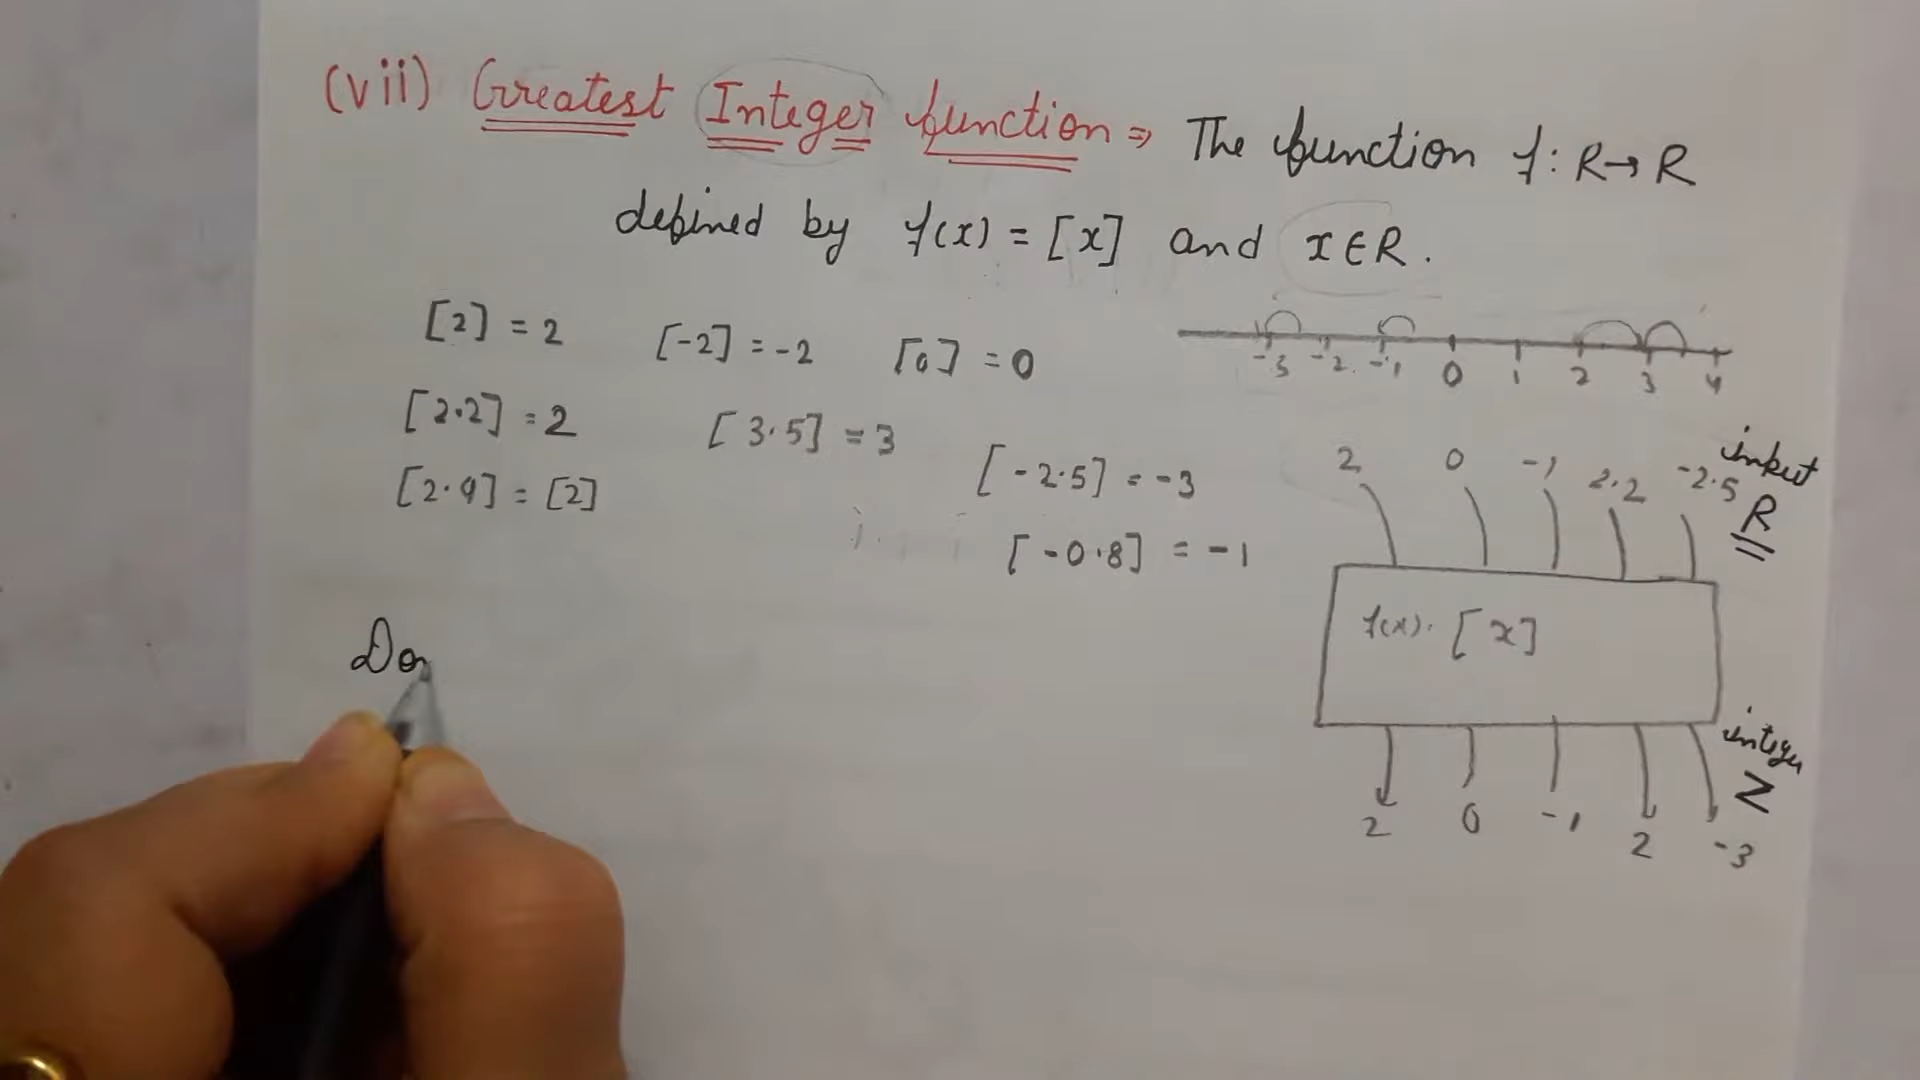 (vii) Greatest Integer function ⇒ The function f: R→R
defined by f(x) = [x] and x∈R.
[2] = 2   [-2] = -2   [0] = 0
-3 -2 -1 0 1 2 3 4
[2.2] = 2   [3.5] = 3
[2.9] = [2]   [-2.5] = -3
[-0.8] = -1
2 0 -1 2.2 -2.5 input
R
f(x). [x]
integer
Z
2 0 -1 2 -3
Dom